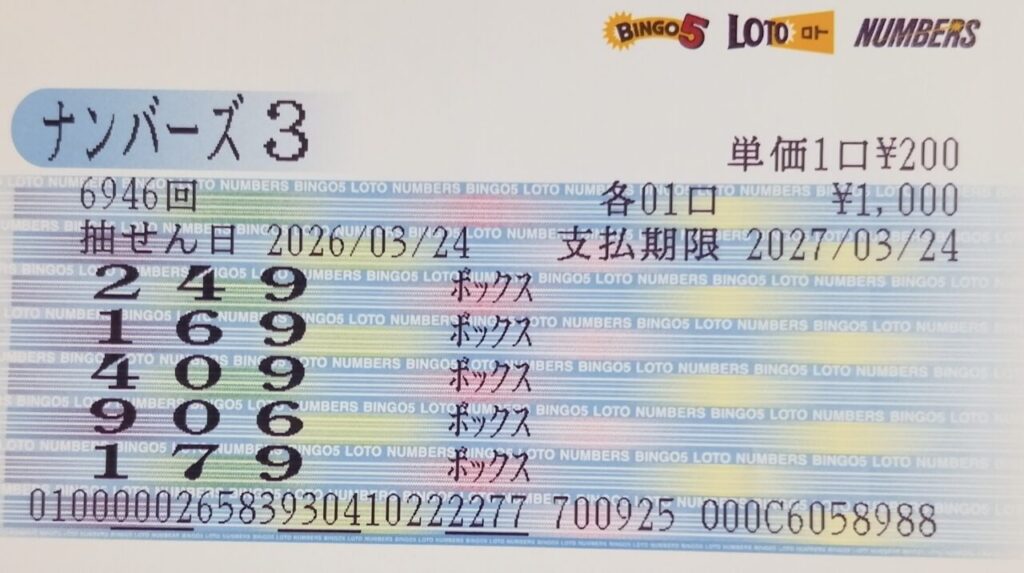 BINGO5 LOTO ロト NUMBERS
ナンバーズ 3
単価1口¥200
6946回 各01口 ¥1,000
抽せん日 2026/03/24 支払期限 2027/03/24
2 4 9 ボックス
1 6 9 ボックス
4 0 9 ボックス
9 0 6 ボックス
1 7 9 ボックス
010000026583930410222277 700925 000C6058988